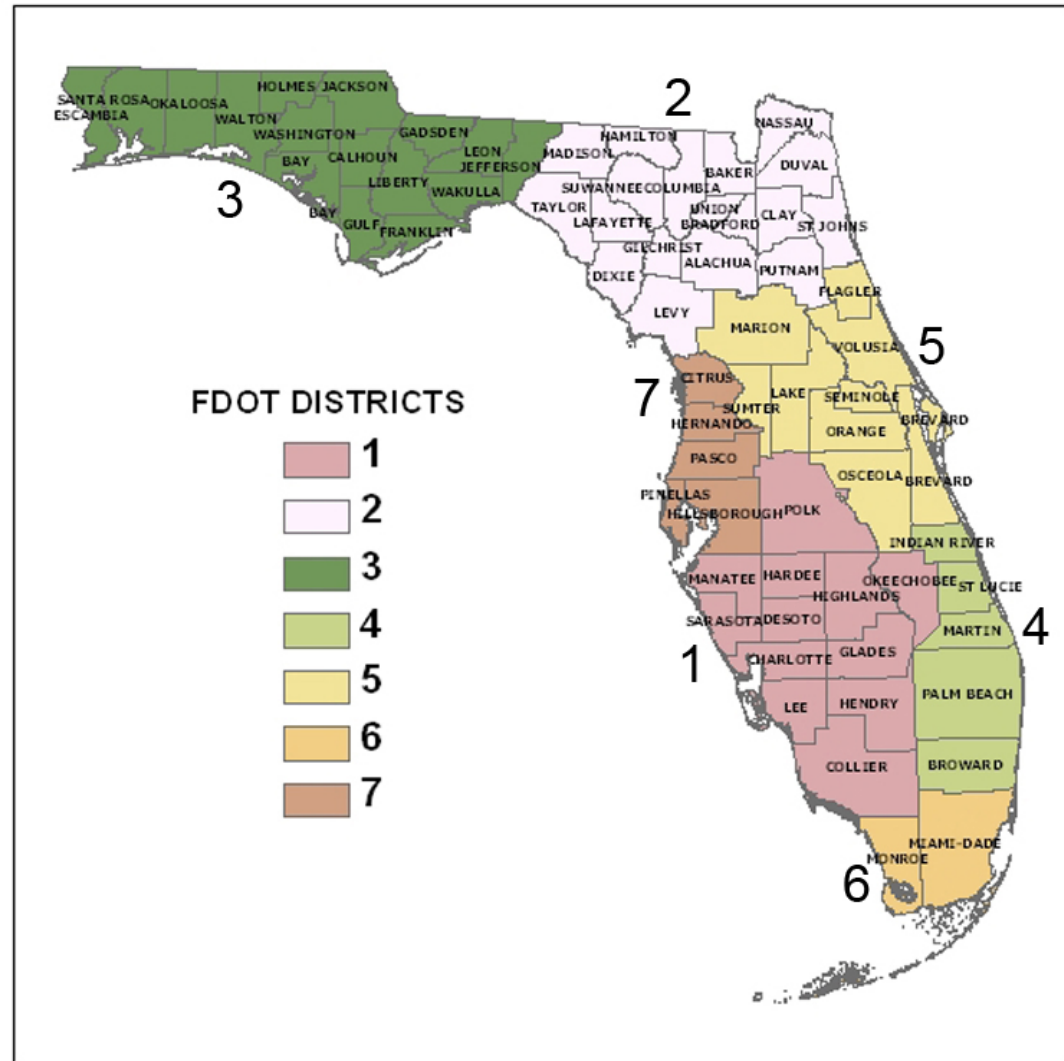 2
HOLMES JACKSON
SANTA ROSA OKALOOSA
ESCAMBIA
WALTON
WASHINGTON
GADSDEN
LEON
JEFFERSON
BAY
CALHOUN
LIBERTY
WAKULLA
BAY
GULF
FRANKLIN
3
NASSAU
HAMILTON
MADISON
DUVAL
BAKER
SUWANNEE COLUMBIA
TAYLOR
UNION
LAFAYETTE
BRADFORD
CLAY
ST JOHNS
GILCHRIST
ALACHUA
PUTNAM
DIXIE
LEVY
FLAGLER
MARION
VOLUSIA
5
7
CITRUS
LAKE
SUMTER
SEMINOLE
HERNANDO
ORANGE
BREVARD
PASCO
OSCEOLA
BREVARD
PINELLAS
HILLSBOROUGH
POLK
INDIAN RIVER
MANATEE
HARDEE
OKEECHOBEE
ST LUCIE
HIGHLANDS
SARASOTA
DESOTO
MARTIN
4
1
CHARLOTTE
GLADES
LEE
HENDRY
PALM BEACH
COLLIER
BROWARD
MIAMI-DADE
MONROE
6
FDOT DISTRICTS
1
2
3
4
5
6
7